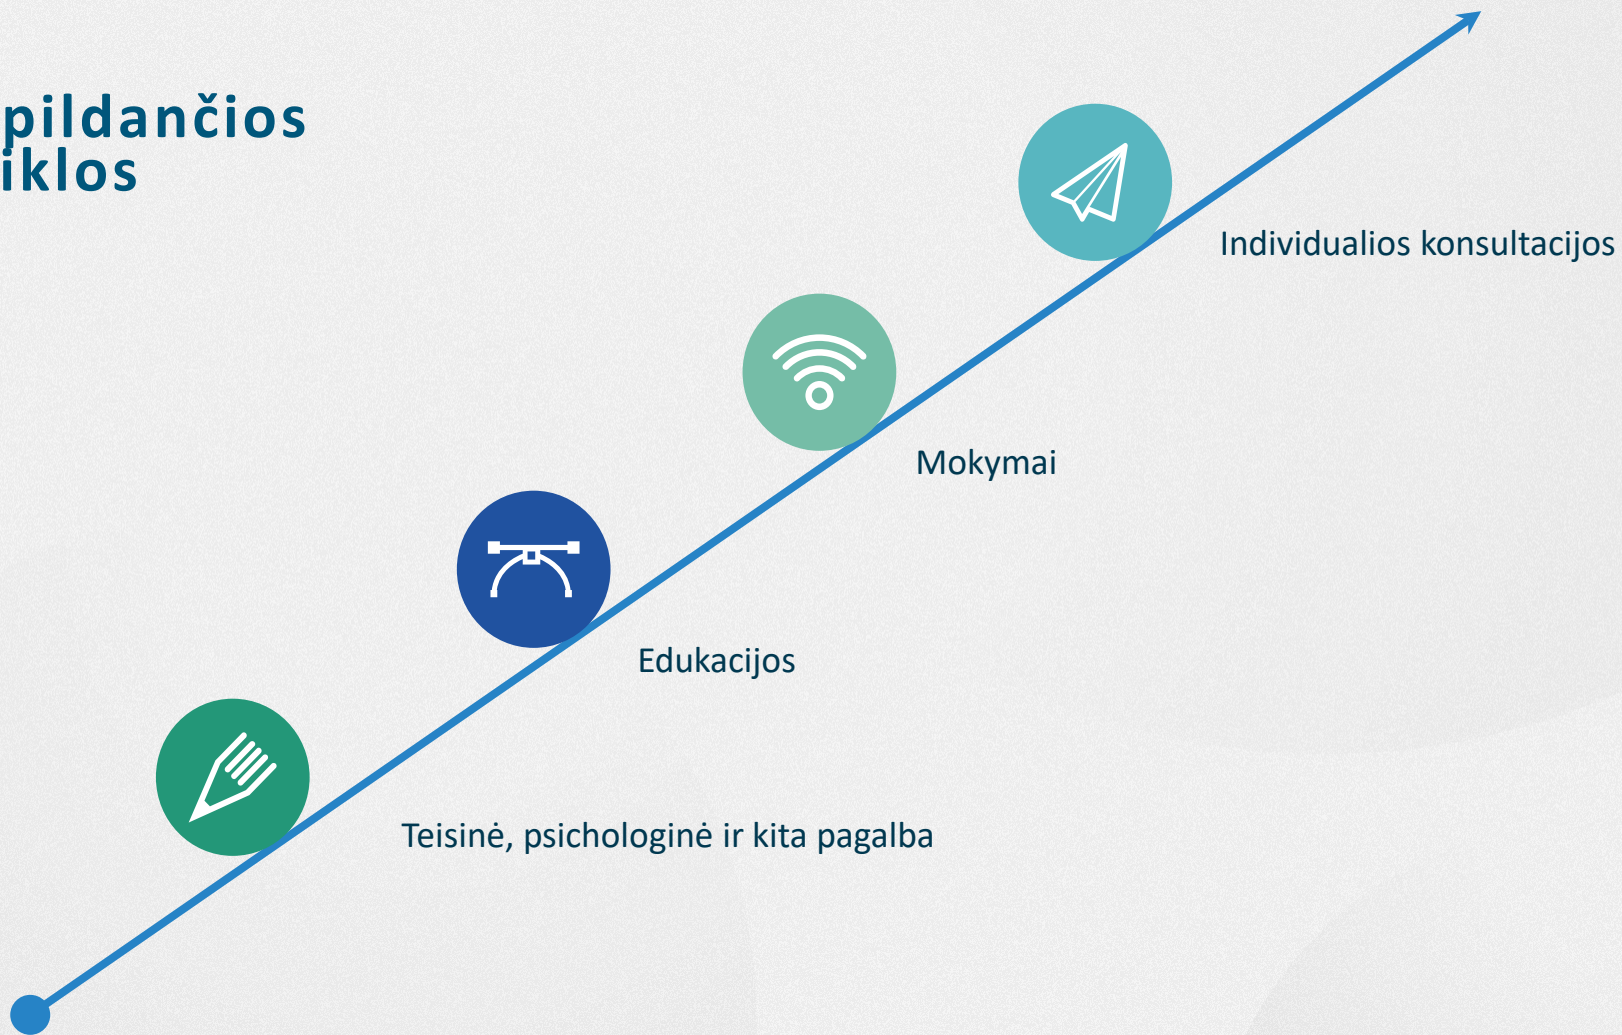 pildančios
iklos
Individualios konsultacijos
Mokymai
Edukacijos
Teisinė, psichologinė ir kita pagalba